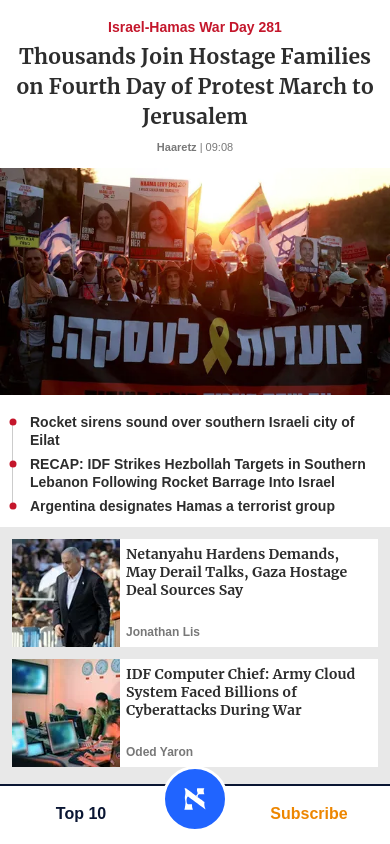 Israel-Hamas War Day 281
Thousands Join Hostage Families
on Fourth Day of Protest March to
Jerusalem
Haaretz | 09:08
BRING
HER
BRING
צועדות לעסקה!
Rocket sirens sound over southern Israeli city of
Eilat
RECAP: IDF Strikes Hezbollah Targets in Southern
Lebanon Following Rocket Barrage Into Israel
Argentina designates Hamas a terrorist group
Netanyahu Hardens Demands,
May Derail Talks, Gaza Hostage
Deal Sources Say
Jonathan Lis
IDF Computer Chief: Army Cloud
System Faced Billions of
Cyberattacks During War
Oded Yaron
Top 10
א
Subscribe